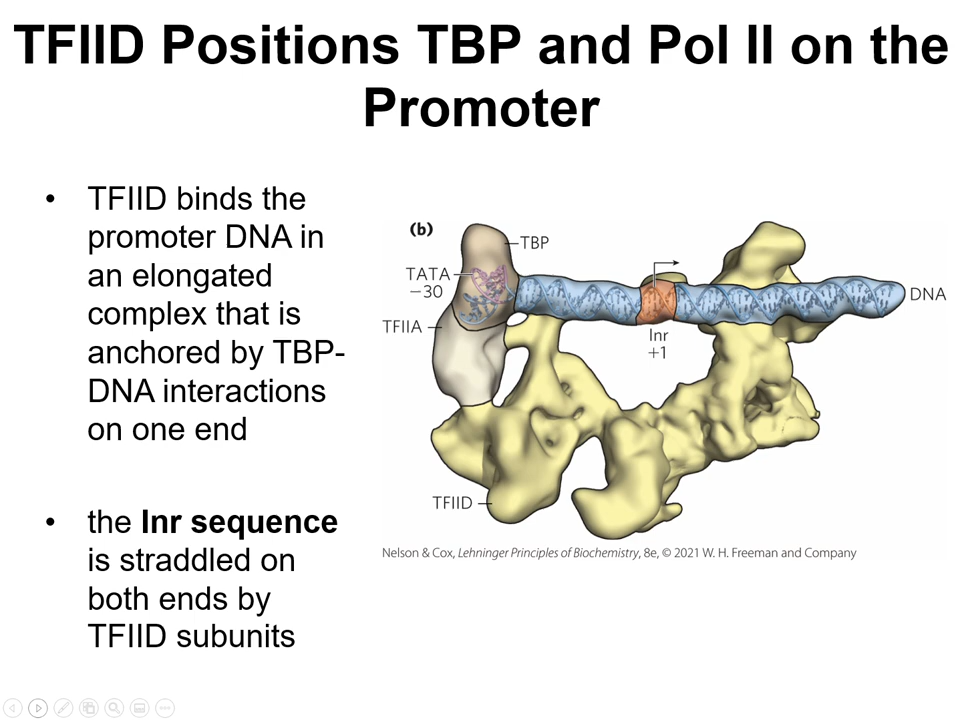 TFIID Positions TBP and Pol II on the
Promoter
• TFIID binds the
promoter DNA in
an elongated
complex that is
anchored by TBP-
DNA interactions
on one end
• the Inr sequence
is straddled on
both ends by
TFIID subunits
(b)
TBP
TATA
−30
TFIIA
DNA
Inr
+1
TFIID
Nelson & Cox, Lehninger Principles of Biochemistry, 8e, © 2021 W. H. Freeman and Company